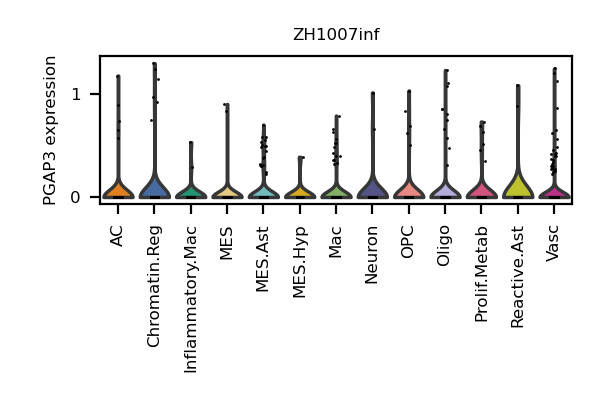 ZH1007inf
PGAP3 expression
1
0
AC
Chromatin.Reg
Inflammatory.Mac
MES
MES.Ast
MES.Hyp
Mac
Neuron
OPC
Oligo
Prolif.Metab
Reactive.Ast
Vasc